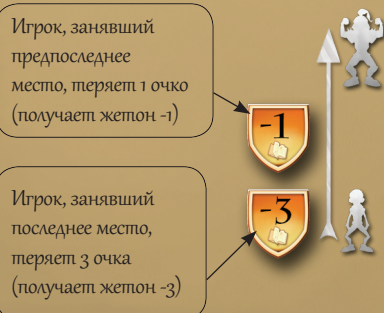 Игрок, занявший
предпоследнее
место, теряет 1 очко
(получает жетон -1)
-1
Игрок, занявший
последнее место,
теряет 3 очка
(получает жетон -3)
-3